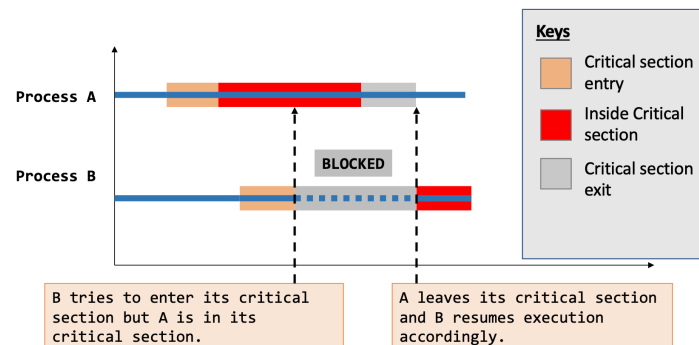 Keys
Critical section
entry
Inside Critical
section
Critical section
exit
Process A
BLOCKED
Process B
B tries to enter its critical
section but A is in its
critical section.
A leaves its critical section
and B resumes execution
accordingly.